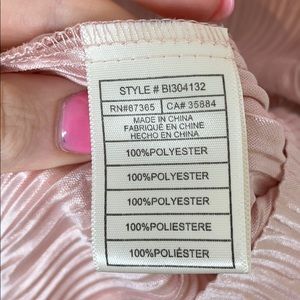 STYLE # BI304132
RN#67365 CA# 35884
MADE IN CHINA
FABRIQUÉ EN CHINE
HECHO EN CHINA
100%POLYESTER
100%POLYESTER
100%POLYESTER
100%POLIESTERE
100%POLIÉSTER